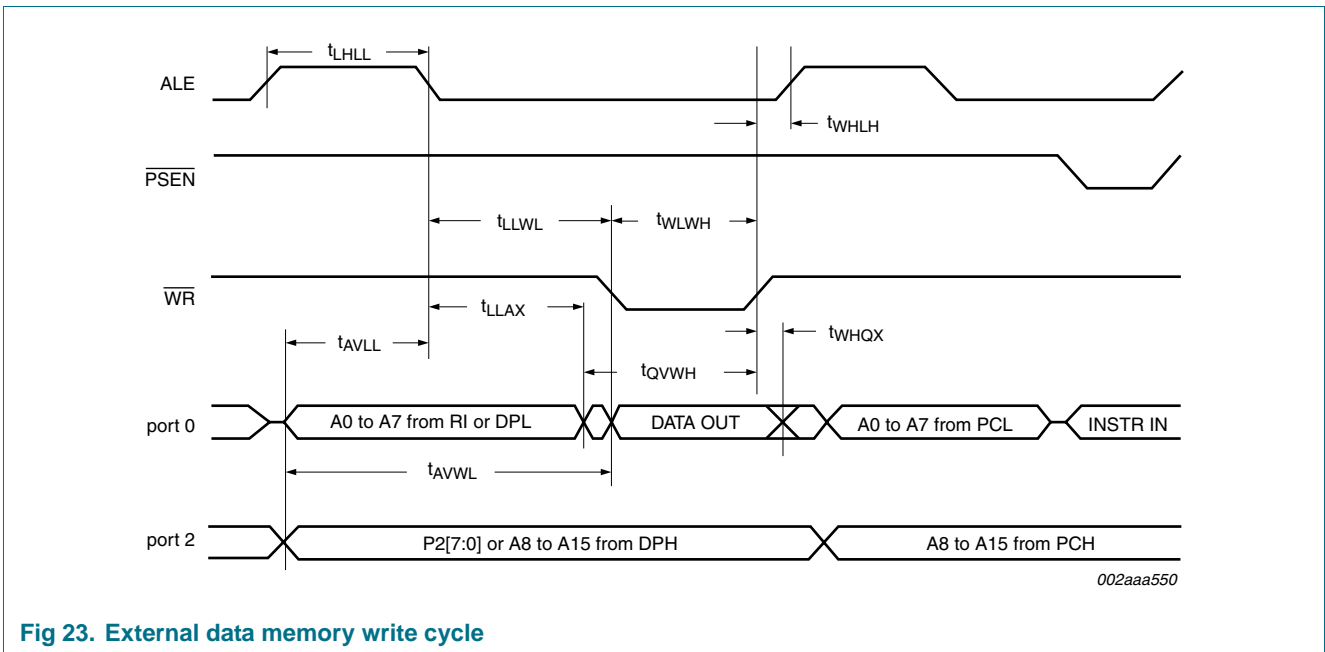 tLHLL
ALE
tWHLH
PSEN
tLLWL
tWLWH
WR
tLLAX
tWHQX
tAVLL
tQVWH
port 0
A0 to A7 from RI or DPL
DATA OUT
A0 to A7 from PCL
INSTR IN
tAVWL
port 2
P2[7:0] or A8 to A15 from DPH
A8 to A15 from PCH
002aaa550
Fig 23. External data memory write cycle